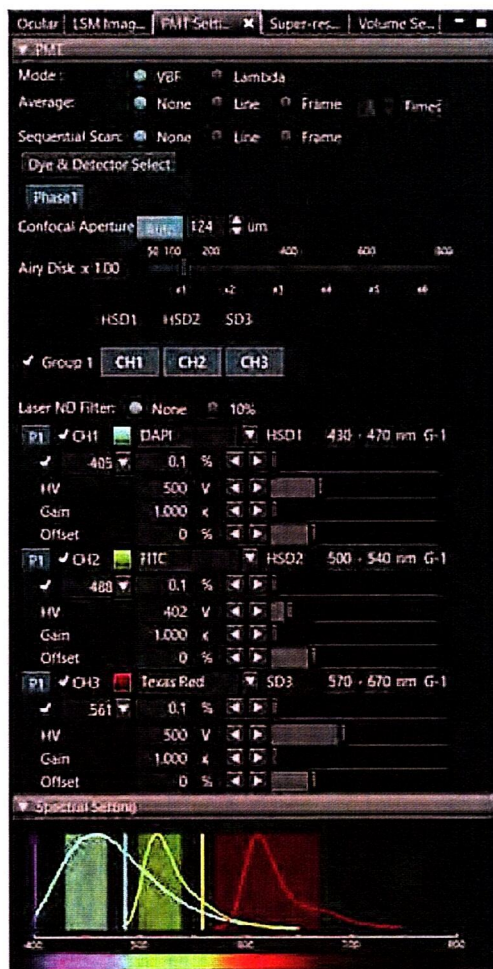 Ocular LSM Imag... PMT Setti... ✖ Super-res... Volume Se...
PMT
Mode: VBF Lambda
Average: None Line Frame Times
Sequential Scan: None Line Frame
Dye & Detector Select
Phase1
Confocal Aperture Auto 124 um
50 100 200 400 600 800
Airy Disk x 1.00
x1 x2 x3 x4 x5 x6
HSD1 HSD2 SD3
Group 1 CH1 CH2 CH3
Laser ND Filter: None 10%
P1 CH1 DAPI HSD1 430 - 470 nm G-1
405 0.1 %
HV 500 V
Gain 1.000 x
Offset 0 %
P1 CH2 FITC HSD2 500 - 540 nm G-1
488 0.1 %
HV 402 V
Gain 1.000 x
Offset 0 %
P1 CH3 Texas Red SD3 570 - 670 nm G-1
561 0.1 %
HV 500 V
Gain 1.000 x
Offset 0 %
Spectral Setting
400 500 600 700 800